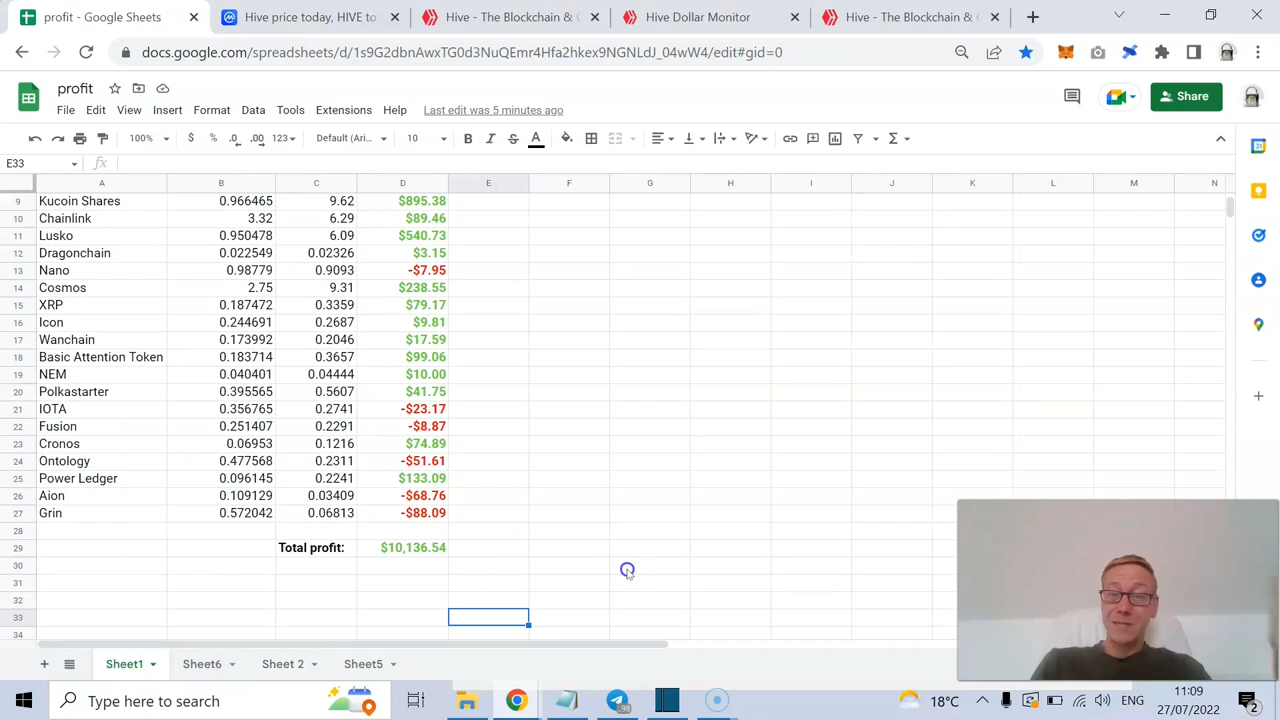 profit - Google Sheets
Hive price today, HIVE to
Hive - The Blockchain & C
Hive Dollar Monitor
Hive - The Blockchain & C
docs.google.com/spreadsheets/d/1s9G2dbnAwxTG0d3NuQEmr4Hfa2hkex9NGNLdJ_04wW4/edit#gid=0
profit
File Edit View Insert Format Data Tools Extensions Help Last edit was 5 minutes ago
Share
100% $ % .0 .00 123 Default (Ari... 10 B I S A
E33 fx
A B C D E F G H I J K L M N
9 Kucoin Shares 0.966465 9.62 $895.38
10 Chainlink 3.32 6.29 $89.46
11 Lusko 0.950478 6.09 $540.73
12 Dragonchain 0.022549 0.02326 $3.15
13 Nano 0.98779 0.9093 -$7.95
14 Cosmos 2.75 9.31 $238.55
15 XRP 0.187472 0.3359 $79.17
16 Icon 0.244691 0.2687 $9.81
17 Wanchain 0.173992 0.2046 $17.59
18 Basic Attention Token 0.183714 0.3657 $99.06
19 NEM 0.040401 0.04444 $10.00
20 Polkastarter 0.395565 0.5607 $41.75
21 IOTA 0.356765 0.2741 -$23.17
22 Fusion 0.251407 0.2291 -$8.87
23 Cronos 0.06953 0.1216 $74.89
24 Ontology 0.477568 0.2311 -$51.61
25 Power Ledger 0.096145 0.2241 $133.09
26 Aion 0.109129 0.03409 -$68.76
27 Grin 0.572042 0.06813 -$88.09
28
29 Total profit: $10,136.54
30
31
32
33
34
Sheet1 Sheet6 Sheet 2 Sheet5
Type here to search
98
18°C
ENG
11:09
27/07/2022
2